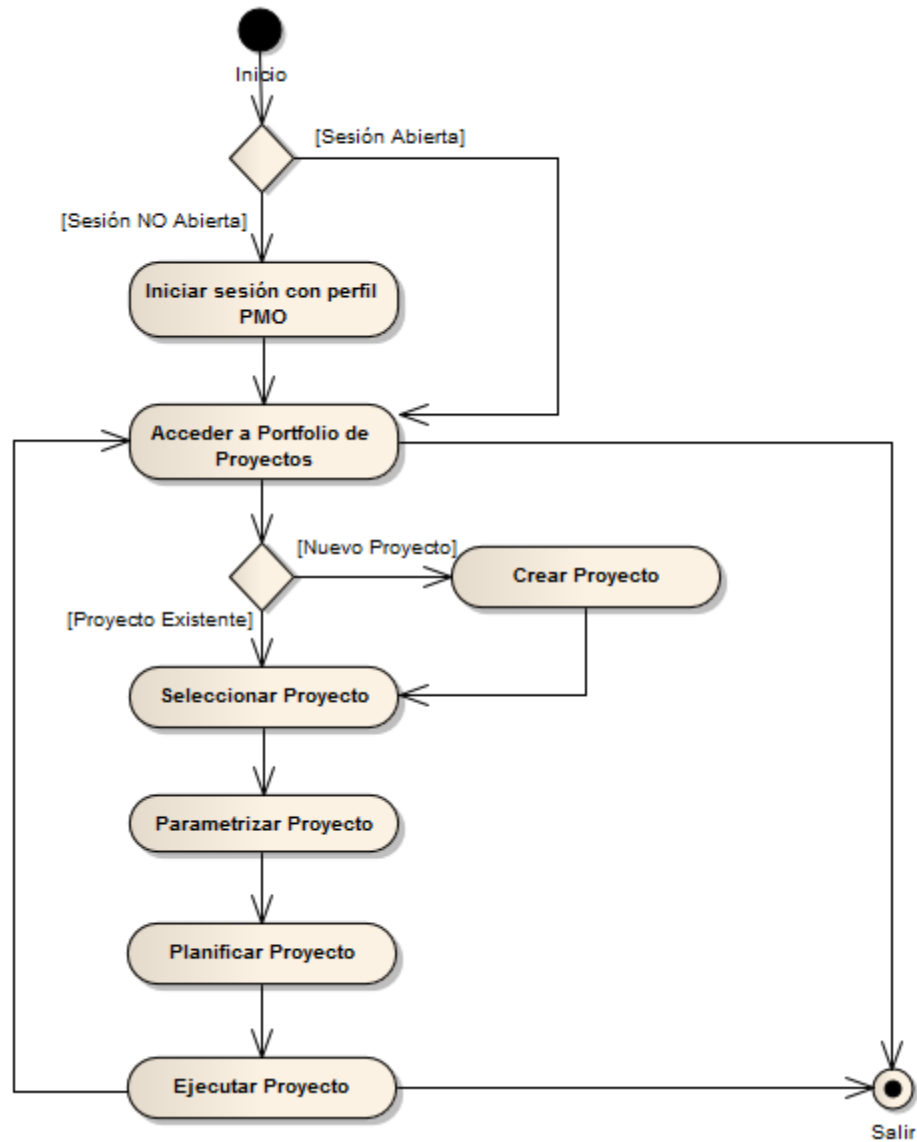 Inicio
[Sesión Abierta]
[Sesión NO Abierta]
Iniciar sesión con perfil
PMO
Acceder a Portfolio de
Proyectos
[Nuevo Proyecto]
Crear Proyecto
[Proyecto Existente]
Seleccionar Proyecto
Parametrizar Proyecto
Planificar Proyecto
Ejecutar Proyecto
Salir